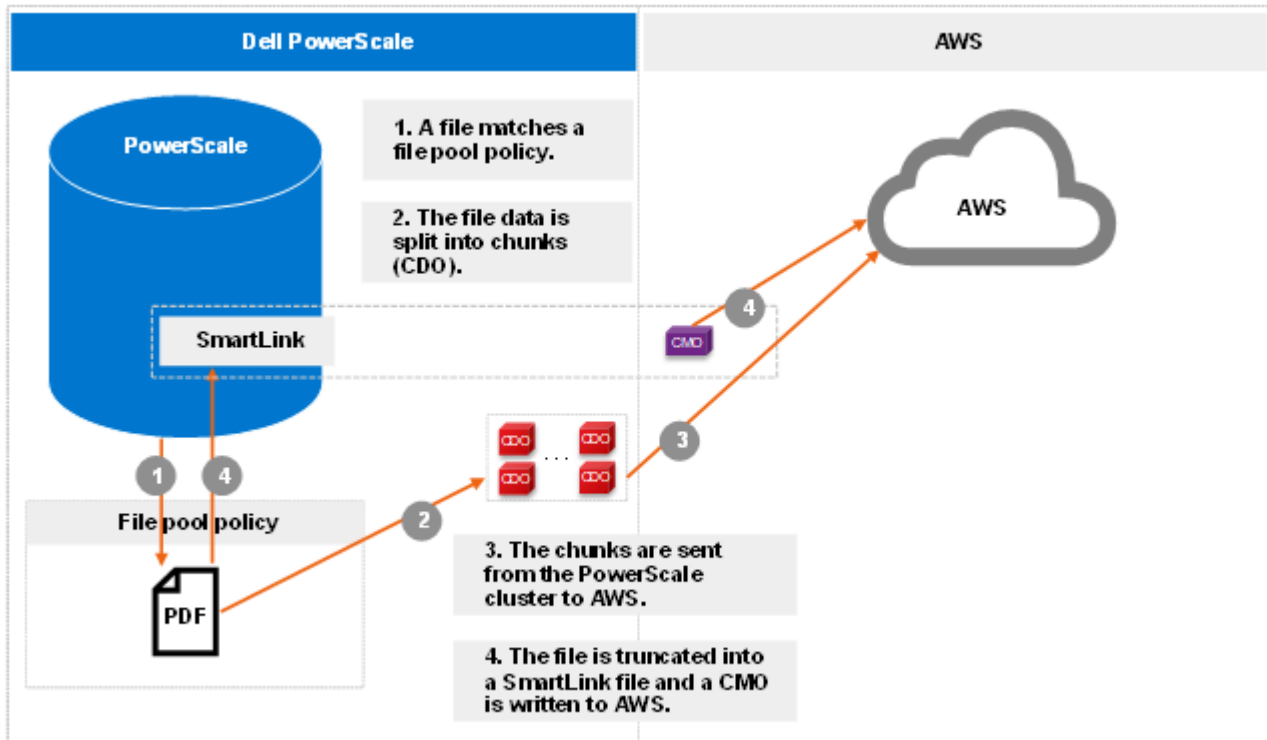 Dell PowerScale
AWS
PowerScale
1. A file matches a
file pool policy.
2. The file data is
split into chunks
(CDO).
AWS
4
SmartLink
CMO
CDO
CDO
...
CDO
CDO
3
1
4
2
File pool policy
PDF
3. The chunks are sent
from the PowerScale
cluster to AWS.
4. The file is truncated into
a SmartLink file and a CMO
is written to AWS.